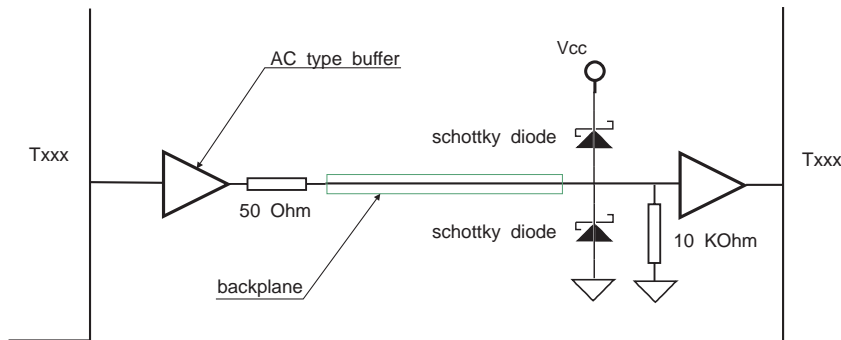 AC type buffer
Vcc
schottky diode
Txxx
Txxx
50 Ohm
schottky diode
10 KOhm
backplane